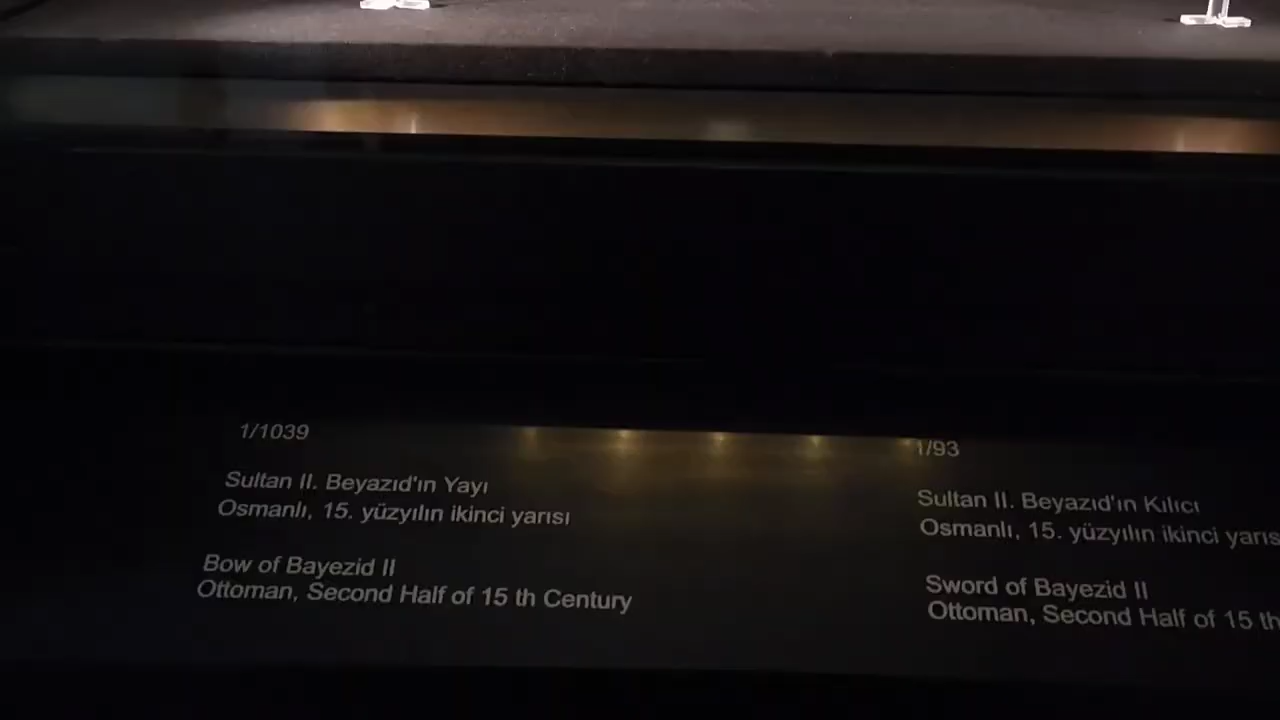 1/1039
Sultan II. Beyazıd'ın Yayı
Osmanlı, 15. yüzyılın ikinci yarısı
Bow of Bayezid II
Ottoman, Second Half of 15 th Century
1/93
Sultan II. Beyazıd'ın Kılıcı
Osmanlı, 15. yüzyılın ikinci yarıs
Sword of Bayezid II
Ottoman, Second Half of 15 th